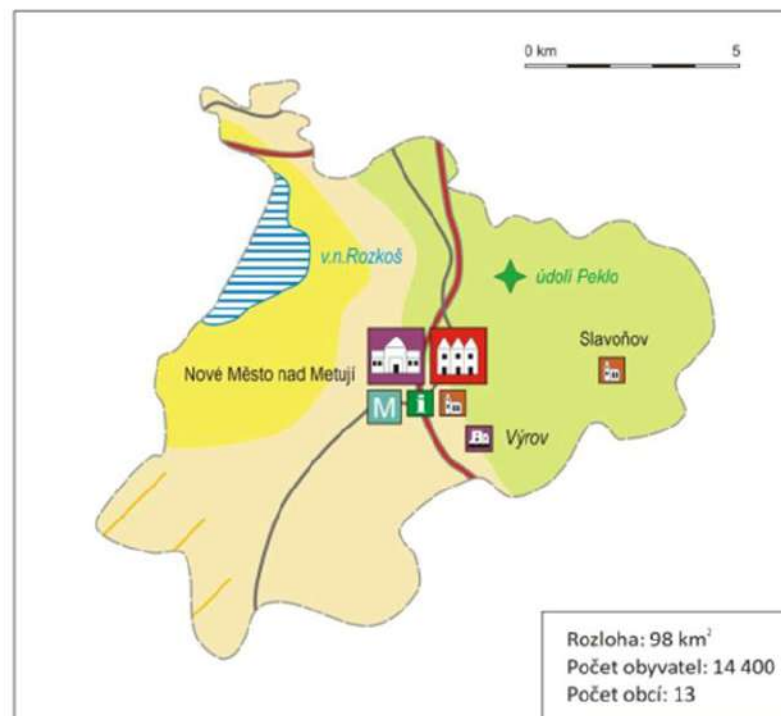 0 km 5
v.n.Rozkoš
údolí Peklo
Slavoňov
Nové Město nad Metují
M i
Výrov
Rozloha: 98 km²
Počet obyvatel: 14 400
Počet obcí: 13